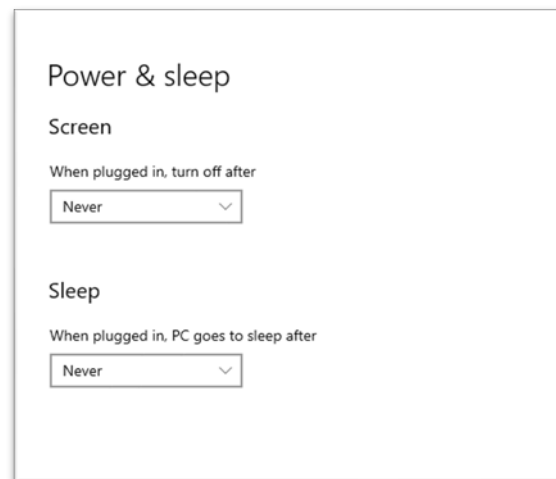 Power & sleep
Screen
When plugged in, turn off after
Never
Sleep
When plugged in, PC goes to sleep after
Never